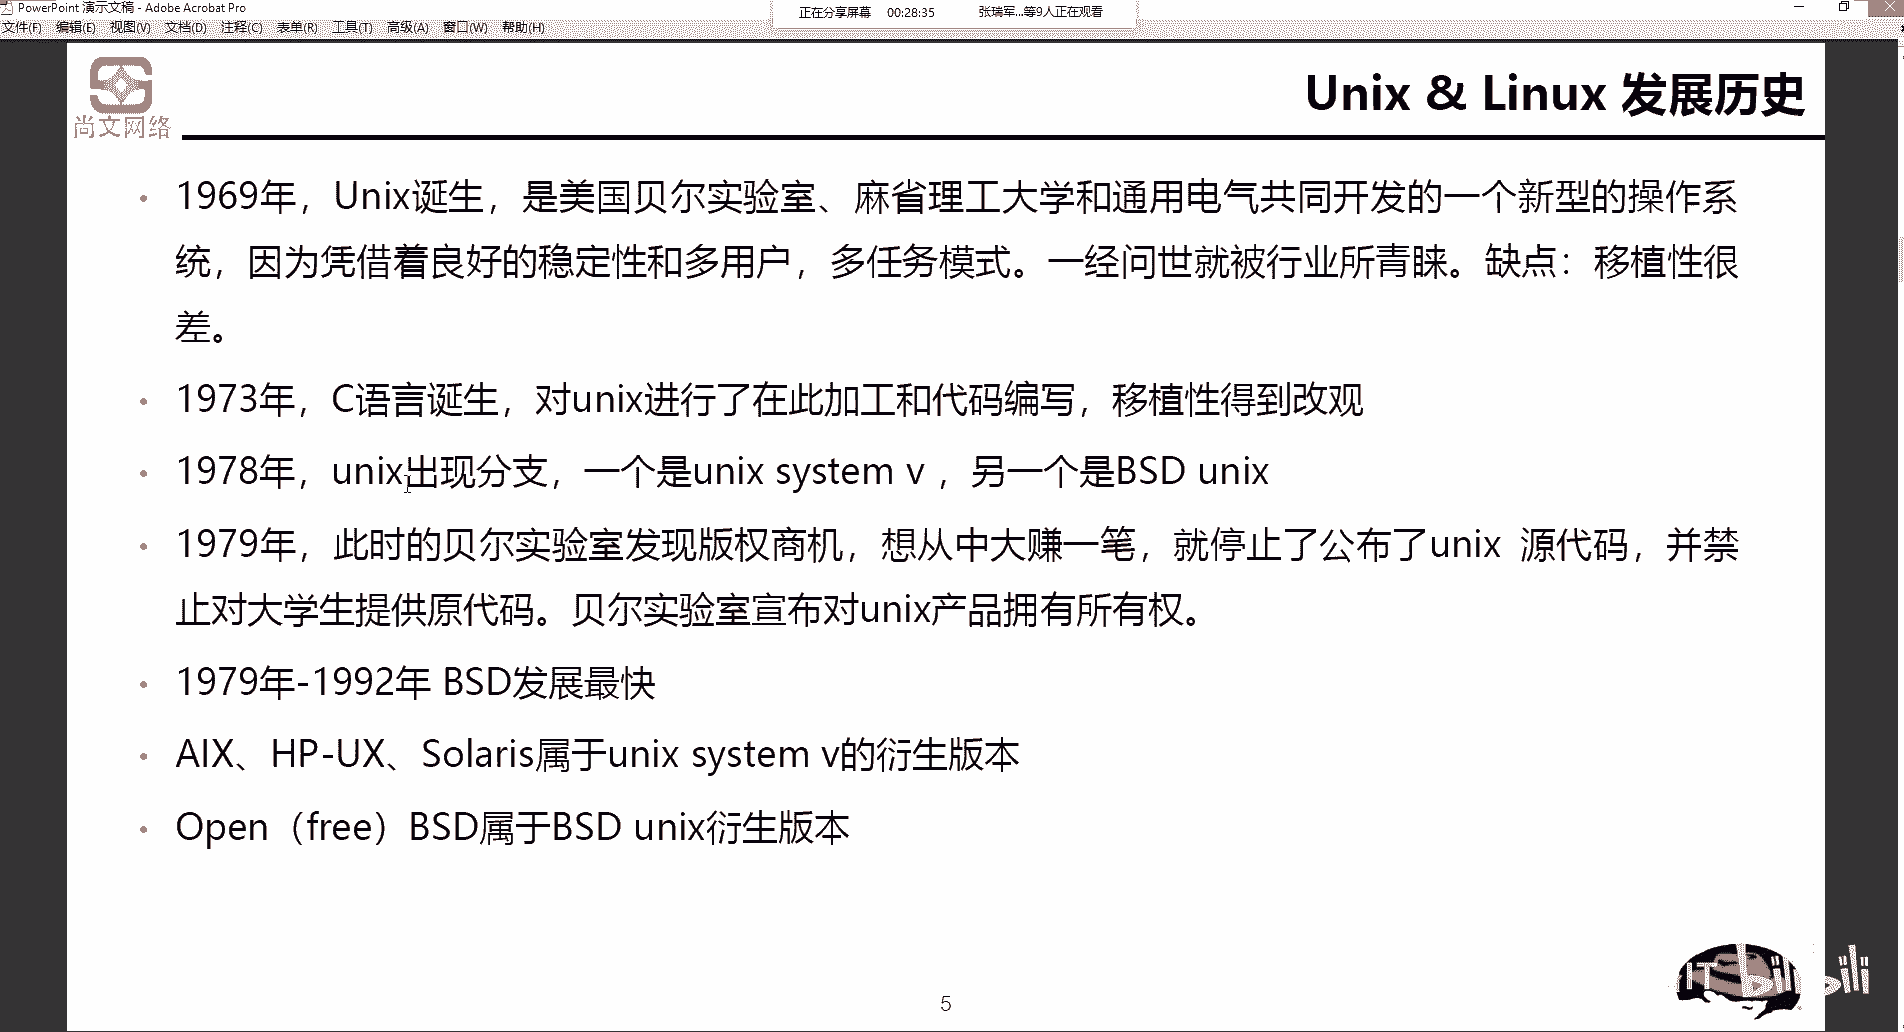 PowerPoint 演示文稿 - Adobe Acrobat Pro
正在分享屏幕 00:28:35 张瑞军...等9人正在观看
文件(F) 编辑(E) 视图(V) 文档(D) 注释(C) 表单(R) 工具(T) 高级(A) 窗口(W) 帮助(H)
尚文网络
Unix & Linux 发展历史
• 1969年，Unix诞生，是美国贝尔实验室、麻省理工大学和通用电气共同开发的一个新型的操作系
统，因为凭借着良好的稳定性和多用户，多任务模式。一经问世就被行业所青睐。缺点：移植性很
差。
• 1973年，C语言诞生，对unix进行了在此加工和代码编写，移植性得到改观
• 1978年，unix出现分支，一个是unix system v ，另一个是BSD unix
• 1979年，此时的贝尔实验室发现版权商机，想从中大赚一笔，就停止了公布了unix 源代码，并禁
止对大学生提供原代码。贝尔实验室宣布对unix产品拥有所有权。
• 1979年-1992年 BSD发展最快
• AIX、HP-UX、Solaris属于unix system v的衍生版本
• Open（free）BSD属于BSD unix衍生版本
5
IT bilibili